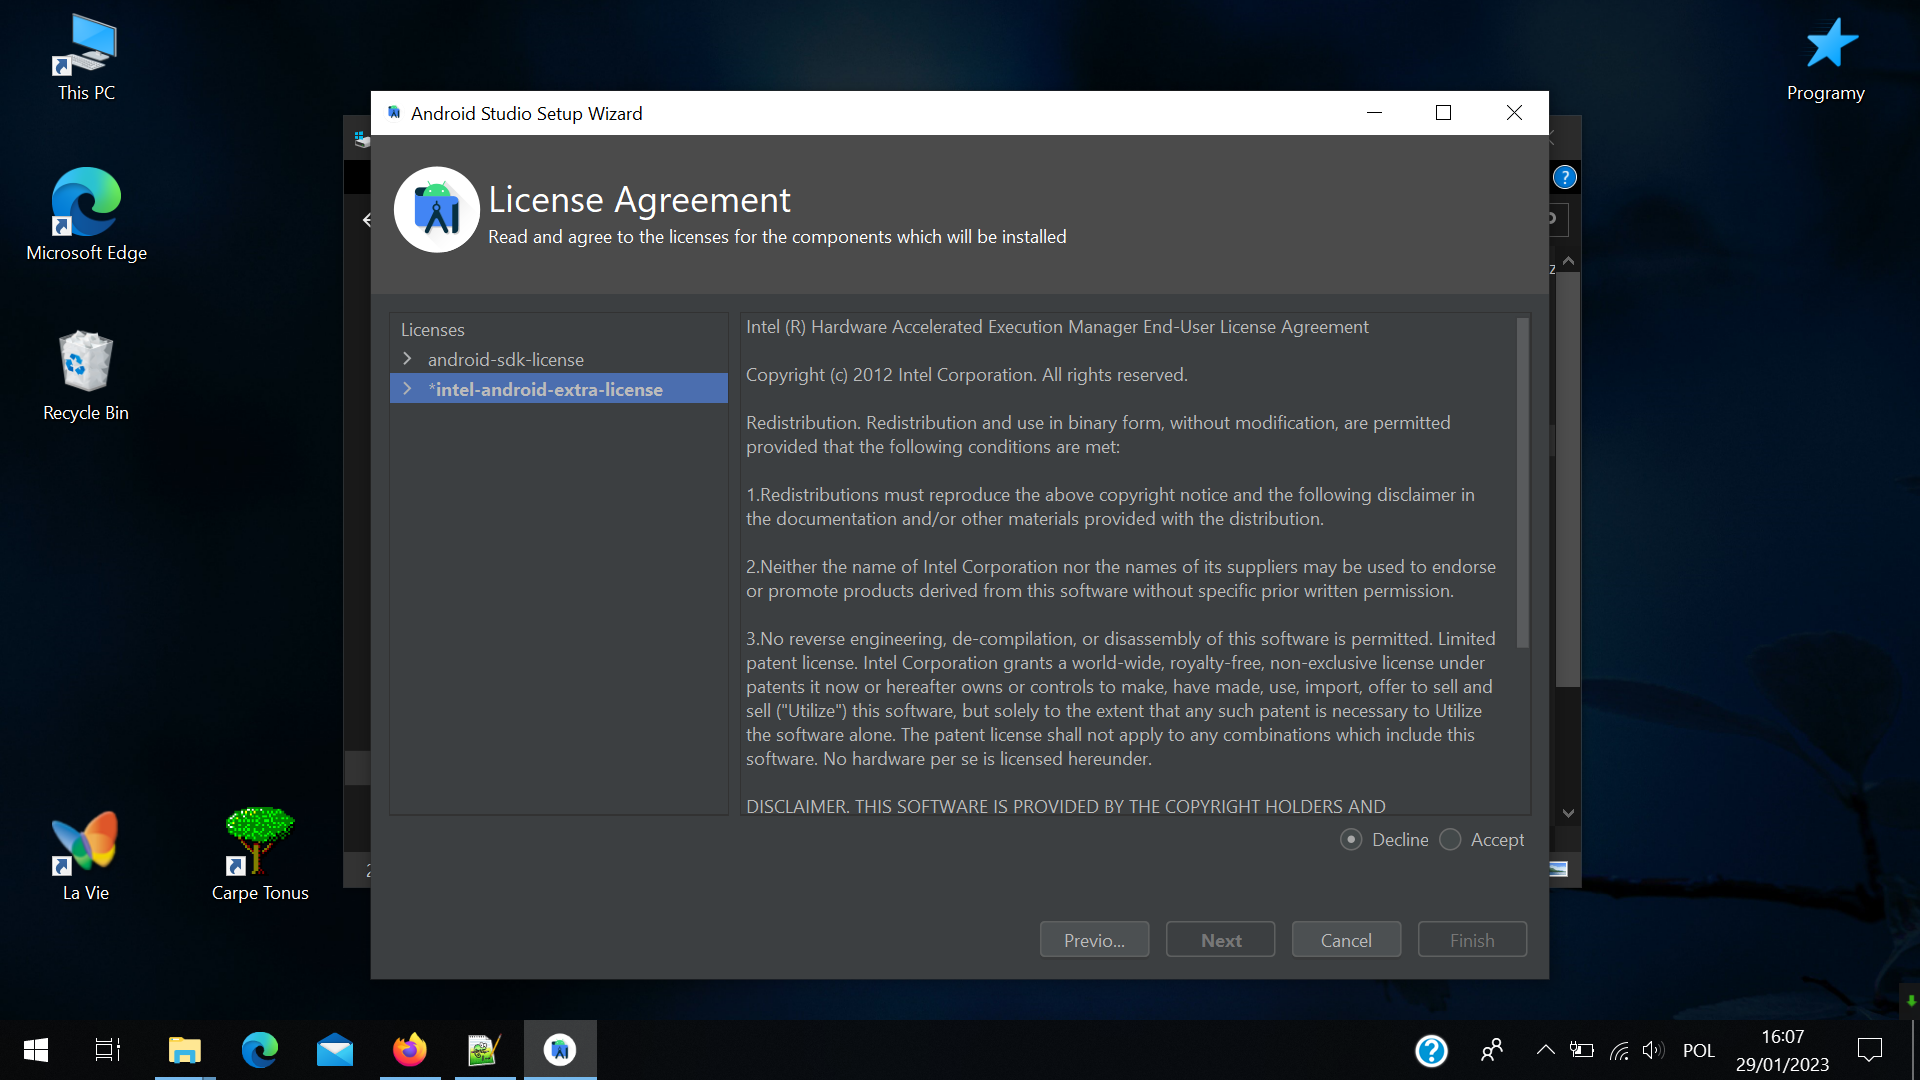 This PC
Programy
Microsoft Edge
Recycle Bin
La Vie
Carpe Tonus
Android Studio Setup Wizard
License Agreement
Read and agree to the licenses for the components which will be installed
Licenses
android-sdk-license
*intel-android-extra-license
Intel (R) Hardware Accelerated Execution Manager End-User License Agreement
Copyright (c) 2012 Intel Corporation. All rights reserved.
Redistribution. Redistribution and use in binary form, without modification, are permitted
provided that the following conditions are met:
1.Redistributions must reproduce the above copyright notice and the following disclaimer in
the documentation and/or other materials provided with the distribution.
2.Neither the name of Intel Corporation nor the names of its suppliers may be used to endorse
or promote products derived from this software without specific prior written permission.
3.No reverse engineering, de-compilation, or disassembly of this software is permitted. Limited
patent license. Intel Corporation grants a world-wide, royalty-free, non-exclusive license under
patents it now or hereafter owns or controls to make, have made, use, import, offer to sell and
sell ("Utilize") this software, but solely to the extent that any such patent is necessary to Utilize
the software alone. The patent license shall not apply to any combinations which include this
software. No hardware per se is licensed hereunder.
DISCLAIMER. THIS SOFTWARE IS PROVIDED BY THE COPYRIGHT HOLDERS AND
Decline
Accept
Previo...
Next
Cancel
Finish
POL
16:07
29/01/2023